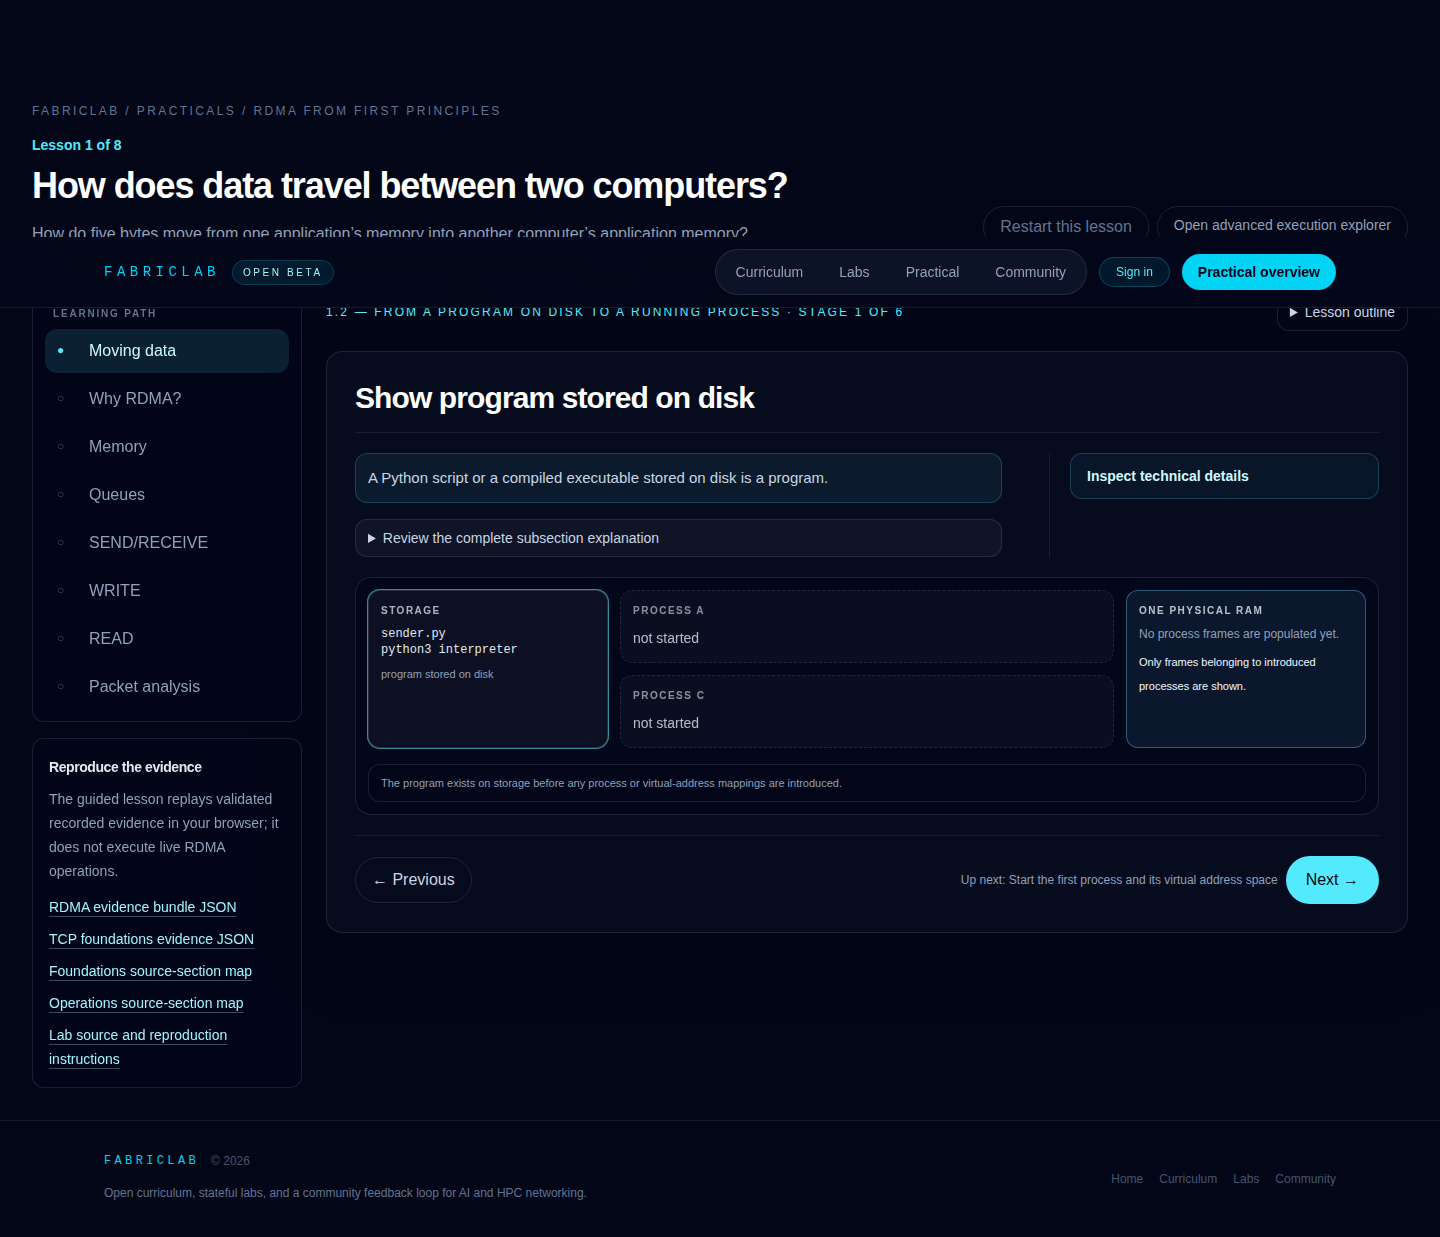 FABRICLAB / PRACTICALS / RDMA FROM FIRST PRINCIPLES
Lesson 1 of 8
How does data travel between two computers?
How do five bytes move from one application’s memory into another computer’s application memory?
Restart this lesson
Open advanced execution explorer
FABRICLAB
OPEN BETA
Curriculum
Labs
Practical
Community
Sign in
Practical overview
LEARNING PATH
Moving data
Why RDMA?
Memory
Queues
SEND/RECEIVE
WRITE
READ
Packet analysis
Reproduce the evidence
The guided lesson replays validated
recorded evidence in your browser; it
does not execute live RDMA
operations.
RDMA evidence bundle JSON
TCP foundations evidence JSON
Foundations source-section map
Operations source-section map
Lab source and reproduction
instructions
1.2 — FROM A PROGRAM ON DISK TO A RUNNING PROCESS · STAGE 1 OF 6
▶ Lesson outline
Show program stored on disk
A Python script or a compiled executable stored on disk is a program.
▶ Review the complete subsection explanation
Inspect technical details
STORAGE
sender.py
python3 interpreter
program stored on disk
PROCESS A
not started
PROCESS C
not started
ONE PHYSICAL RAM
No process frames are populated yet.
Only frames belonging to introduced
processes are shown.
The program exists on storage before any process or virtual-address mappings are introduced.
← Previous
Up next: Start the first process and its virtual address space
Next →
FABRICLAB © 2026
Open curriculum, stateful labs, and a community feedback loop for AI and HPC networking.
Home
Curriculum
Labs
Community